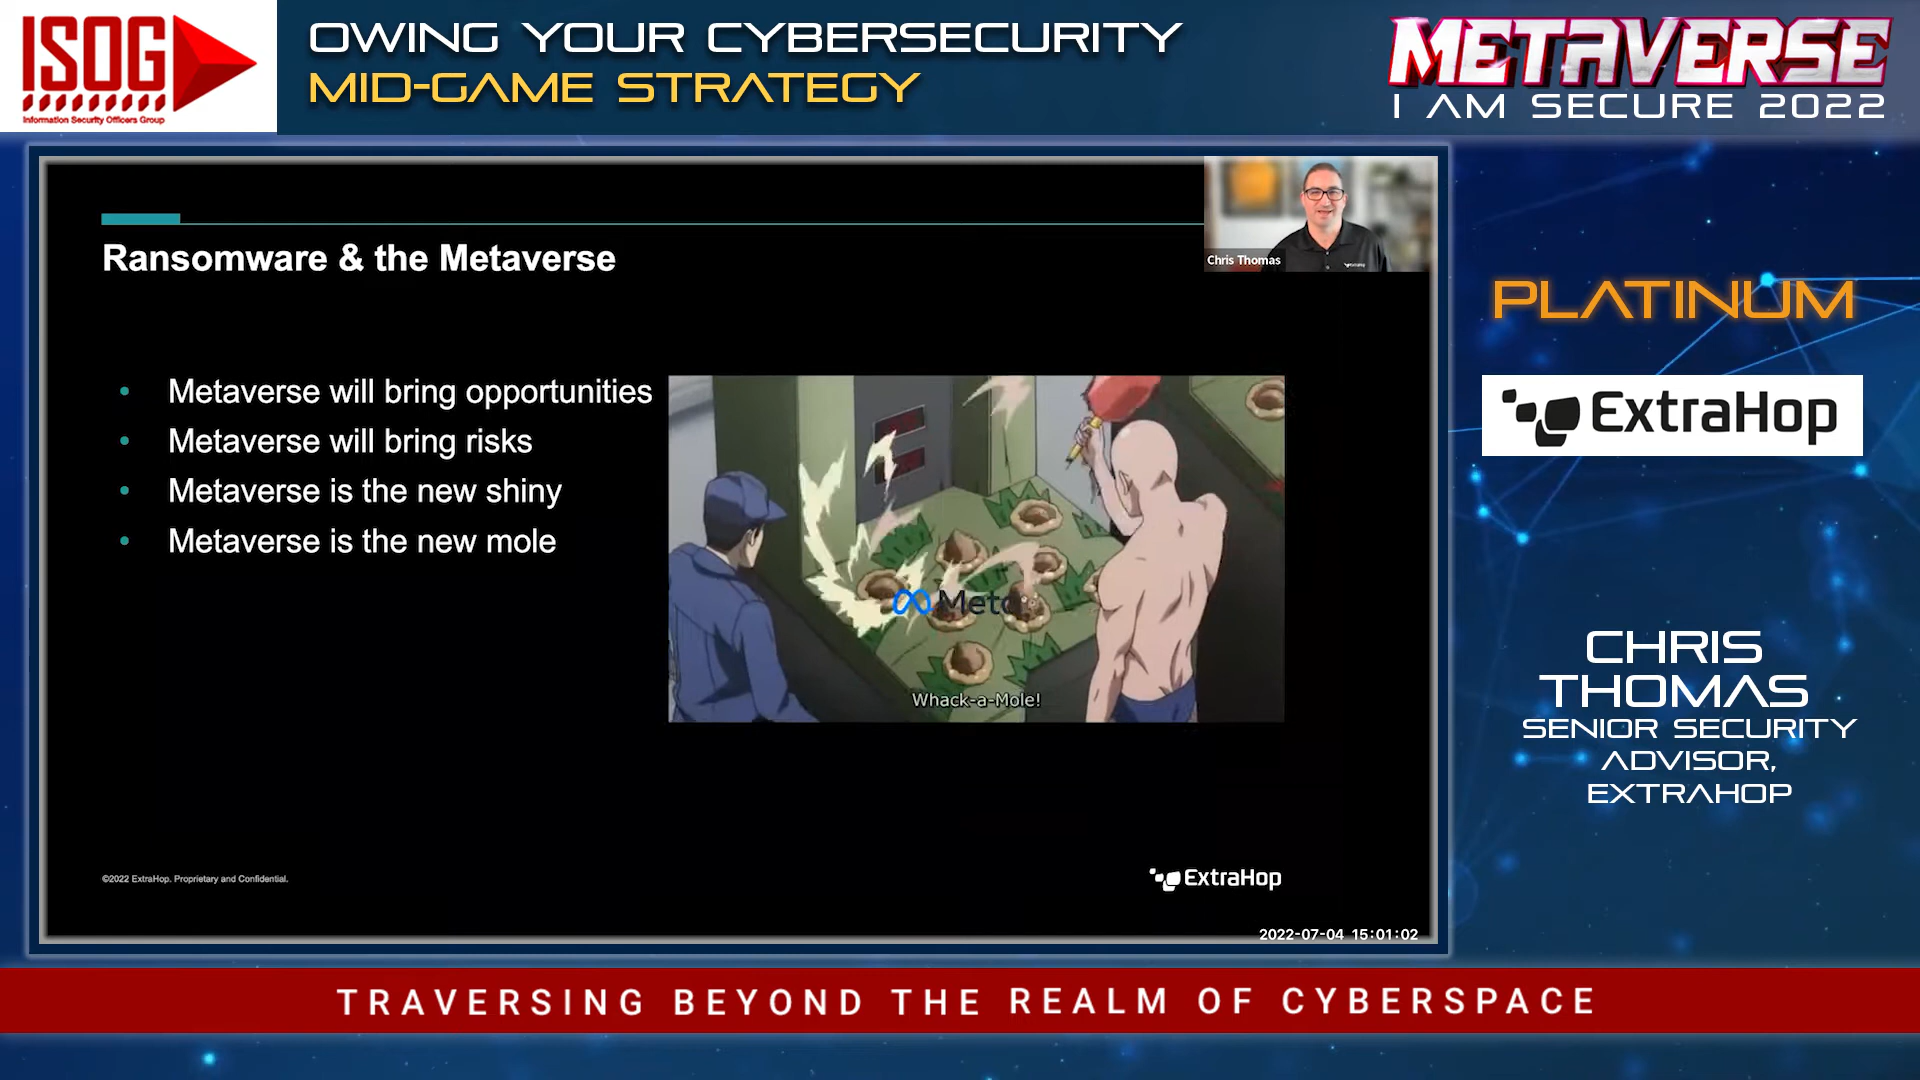 ISOG
Information Security Officers Group
OWING YOUR CYBERSECURITY
MID-GAME STRATEGY
METAVERSE
I AM SECURE 2022
Chris Thomas
Ransomware & the Metaverse
• Metaverse will bring opportunities
• Metaverse will bring risks
• Metaverse is the new shiny
• Metaverse is the new mole
Meta
Whack-a-Mole!
©2022 ExtraHop. Proprietary and Confidential.
ExtraHop
2022-07-04 15:01:02
PLATINUM
ExtraHop
CHRIS
THOMAS
SENIOR SECURITY
ADVISOR,
EXTRAHOP
TRAVERSING BEYOND THE REALM OF CYBERSPACE